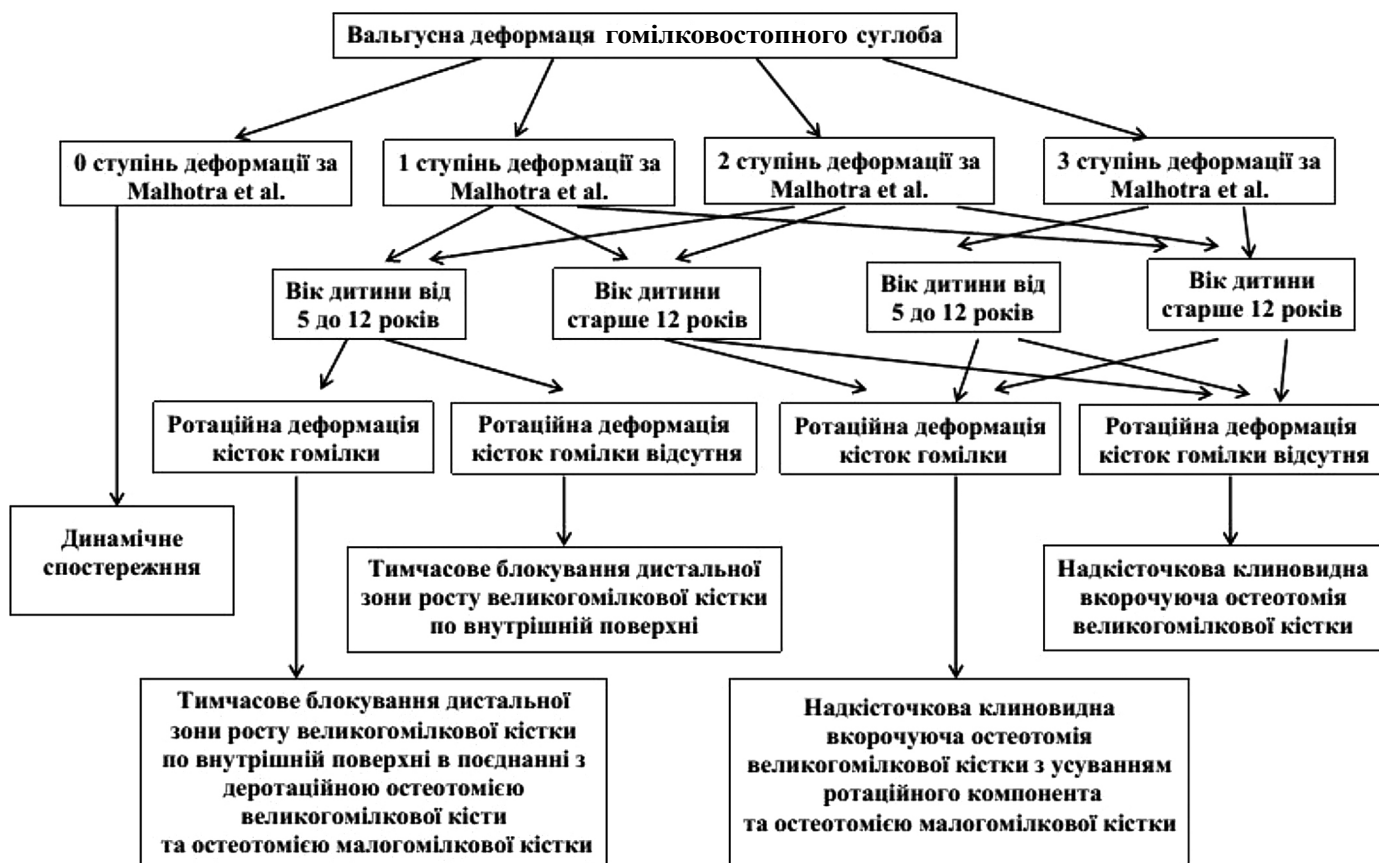 Вальгусна деформаця гомілковостопного суглоба
0 ступінь деформації за
Malhotra et al.
1 ступінь деформації за
Malhotra et al.
2 ступінь деформації за
Malhotra et al.
3 ступінь деформації за
Malhotra et al.
Вік дитини від
5 до 12 років
Вік дитини
старше 12 років
Вік дитини від
5 до 12 років
Вік дитини
старше 12 років
Ротаційна деформація
кісток гомілки
Ротаційна деформація
кісток гомілки відсутня
Ротаційна деформація
кісток гомілки
Ротаційна деформація
кісток гомілки відсутня
Динамічне
спостережння
Тимчасове блокування дистальної
зони росту великогомілкової кістки
по внутрішній поверхні
Надкісточкова клиновидна
вкорочуюча остеотомія
великогомілкової кістки
Тимчасове блокування дистальної
зони росту великогомілкової кістки
по внутрішній поверхні в поєднанні з
деротаційною остеотомією
великогомілкової кісти
та остеотомією малогомілкової кістки
Надкісточкова клиновидна
вкорочуюча остеотомія
великогомілкової кістки з усуванням
ротаційного компонента
та остеотомією малогомілкової кістки